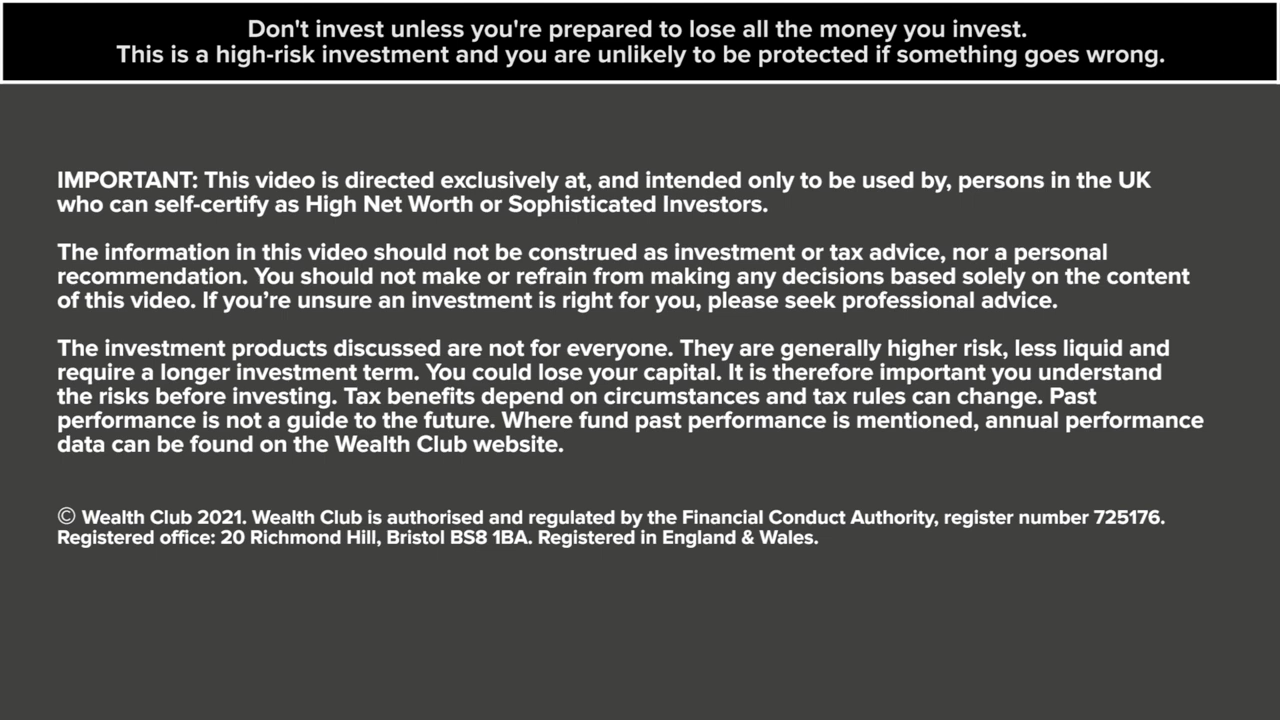 Don't invest unless you're prepared to lose all the money you invest.
This is a high-risk investment and you are unlikely to be protected if something goes wrong.
IMPORTANT: This video is directed exclusively at, and intended only to be used by, persons in the UK
who can self-certify as High Net Worth or Sophisticated Investors.
The information in this video should not be construed as investment or tax advice, nor a personal
recommendation. You should not make or refrain from making any decisions based solely on the content
of this video. If you’re unsure an investment is right for you, please seek professional advice.
The investment products discussed are not for everyone. They are generally higher risk, less liquid and
require a longer investment term. You could lose your capital. It is therefore important you understand
the risks before investing. Tax benefits depend on circumstances and tax rules can change. Past
performance is not a guide to the future. Where fund past performance is mentioned, annual performance
data can be found on the Wealth Club website.
© Wealth Club 2021. Wealth Club is authorised and regulated by the Financial Conduct Authority, register number 725176.
Registered office: 20 Richmond Hill, Bristol BS8 1BA. Registered in England & Wales.